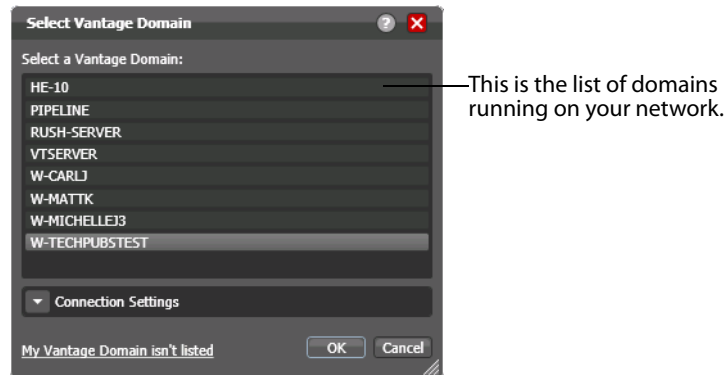 Select Vantage Domain
?
Select a Vantage Domain:
HE-10
PIPELINE
RUSH-SERVER
VTSERVER
W-CARLJ
W-MATTK
W-MICHELLEJ3
W-TECHPUBSTEST
Connection Settings
My Vantage Domain isn't listed
OK
Cancel
This is the list of domains
running on your network.